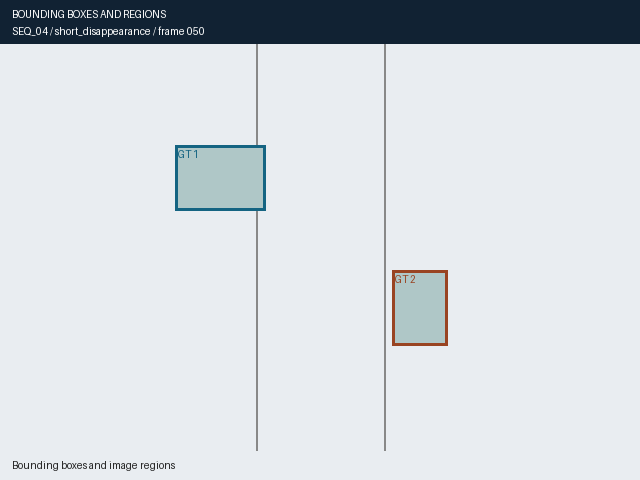 BOUNDING BOXES AND REGIONS
SEQ_04 / short_disappearance / frame 050
GT1
GT2
Bounding boxes and image regions